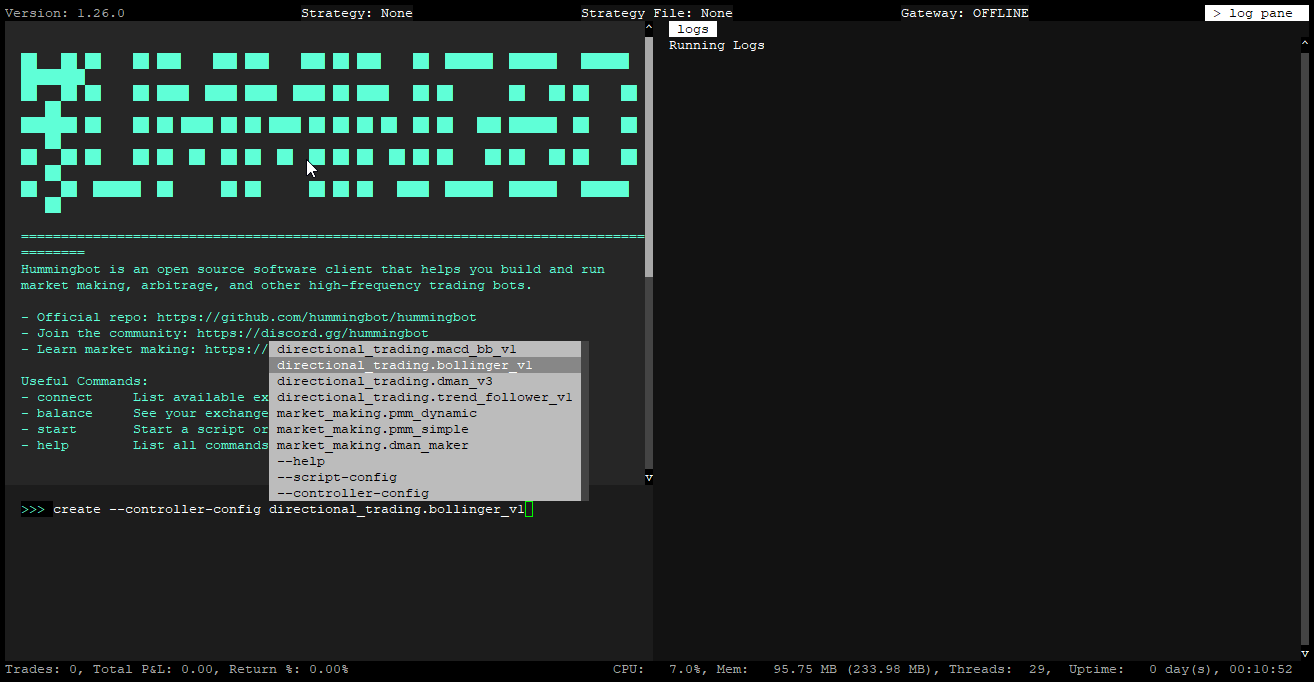 Version: 1.26.0 Strategy: None Strategy File: None Gateway: OFFLINE > log pane
logs
Running Logs
================================================================================
========
Hummingbot is an open source software client that helps you build and run
market making, arbitrage, and other high-frequency trading bots.
- Official repo: https://github.com/hummingbot/hummingbot
- Join the community: https://discord.gg/hummingbot
- Learn market making: https://
Useful Commands:
- connect List available ex
- balance See your exchange
- start Start a script or
- help List all commands
directional_trading.macd_bb_v1
directional_trading.bollinger_v1
directional_trading.dman_v3
directional_trading.trend_follower_v1
market_making.pmm_dynamic
market_making.pmm_simple
market_making.dman_maker
--help
--script-config
--controller-config
>>> create --controller-config directional_trading.bollinger_v1
Trades: 0, Total P&L: 0.00, Return %: 0.00% CPU: 7.0%, Mem: 95.75 MB (233.98 MB), Threads: 29, Uptime: 0 day(s), 00:10:52